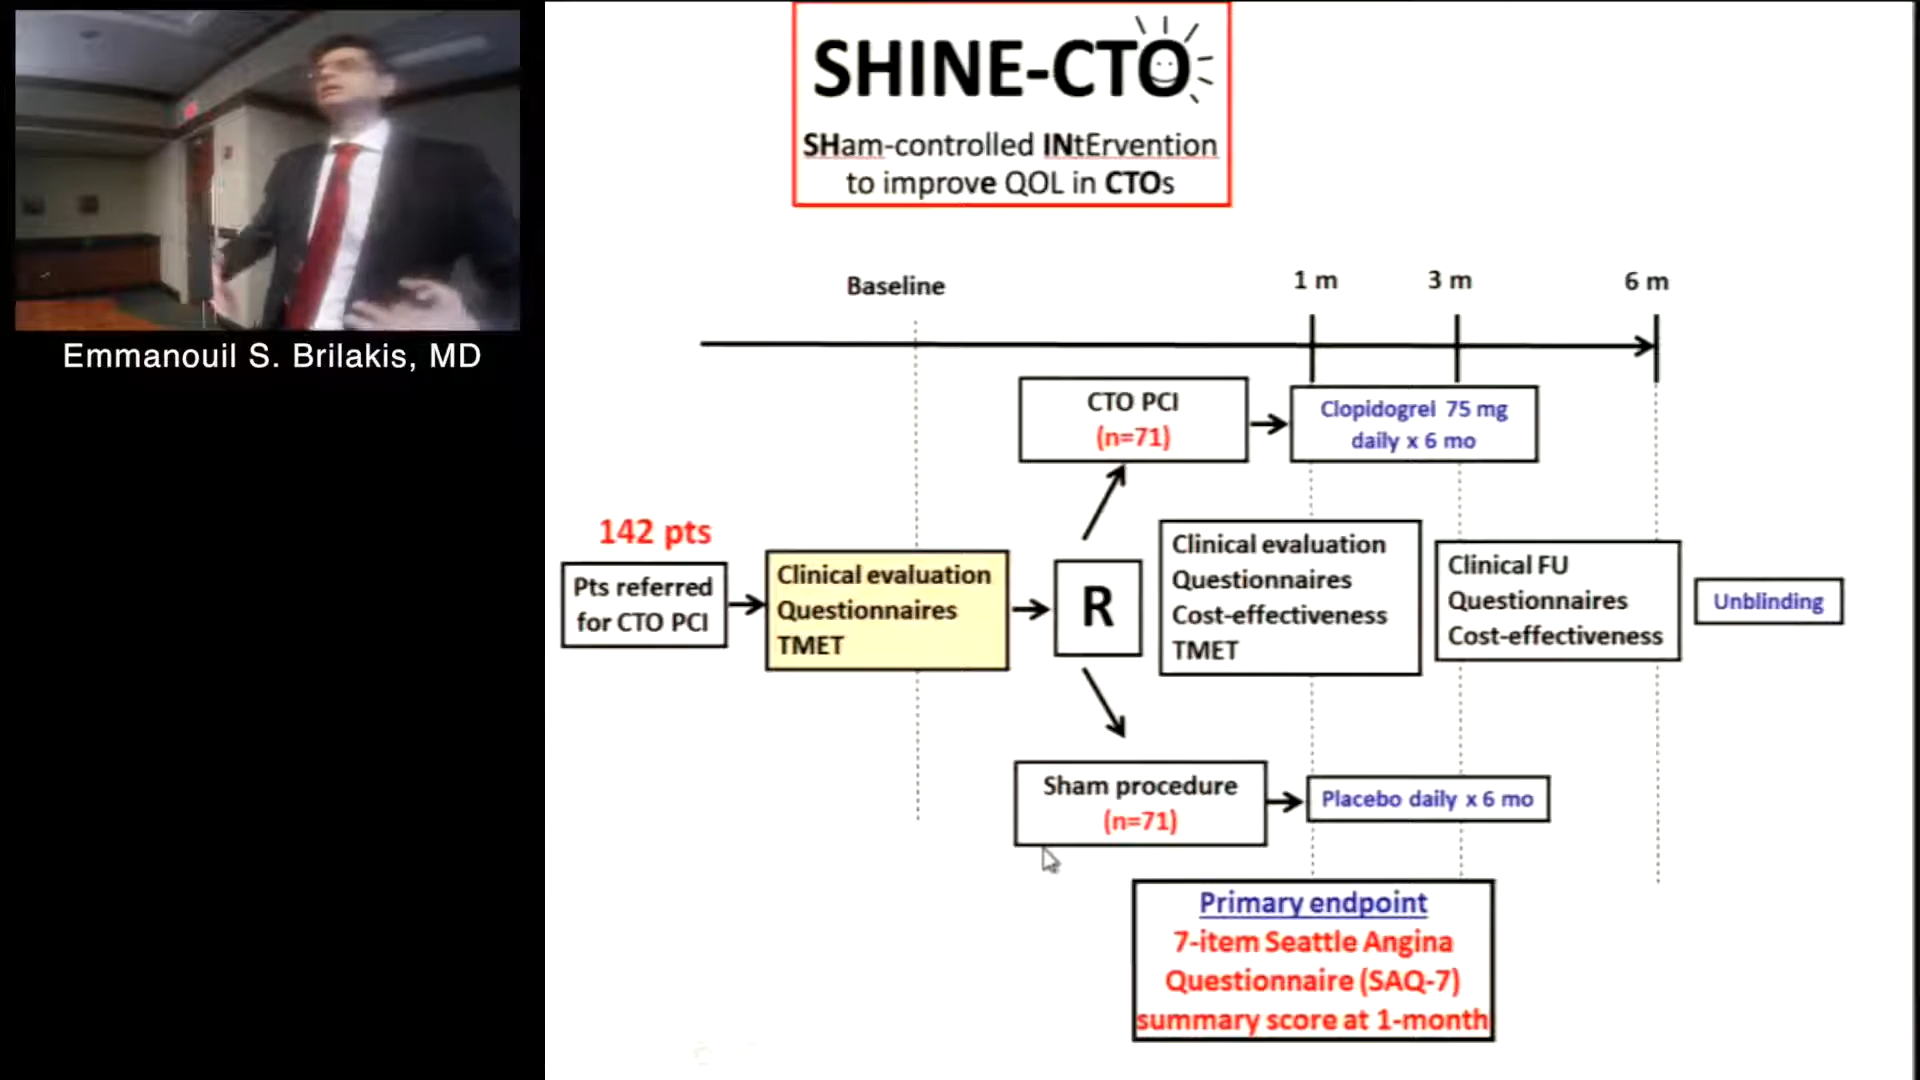 SHINE-CTO
SHam-controlled INtErvention
to improve QOL in CTOs
Emmanouil S. Brilakis, MD
Baseline
1 m
3 m
6 m
CTO PCI
(n=71)
Clopidogrel 75 mg
daily x 6 mo
142 pts
Pts referred
for CTO PCI
Clinical evaluation
Questionnaires
TMET
R
Clinical evaluation
Questionnaires
Cost-effectiveness
TMET
Clinical FU
Questionnaires
Cost-effectiveness
Unblinding
Sham procedure
(n=71)
Placebo daily x 6 mo
Primary endpoint
7-item Seattle Angina
Questionnaire (SAQ-7)
summary score at 1-month